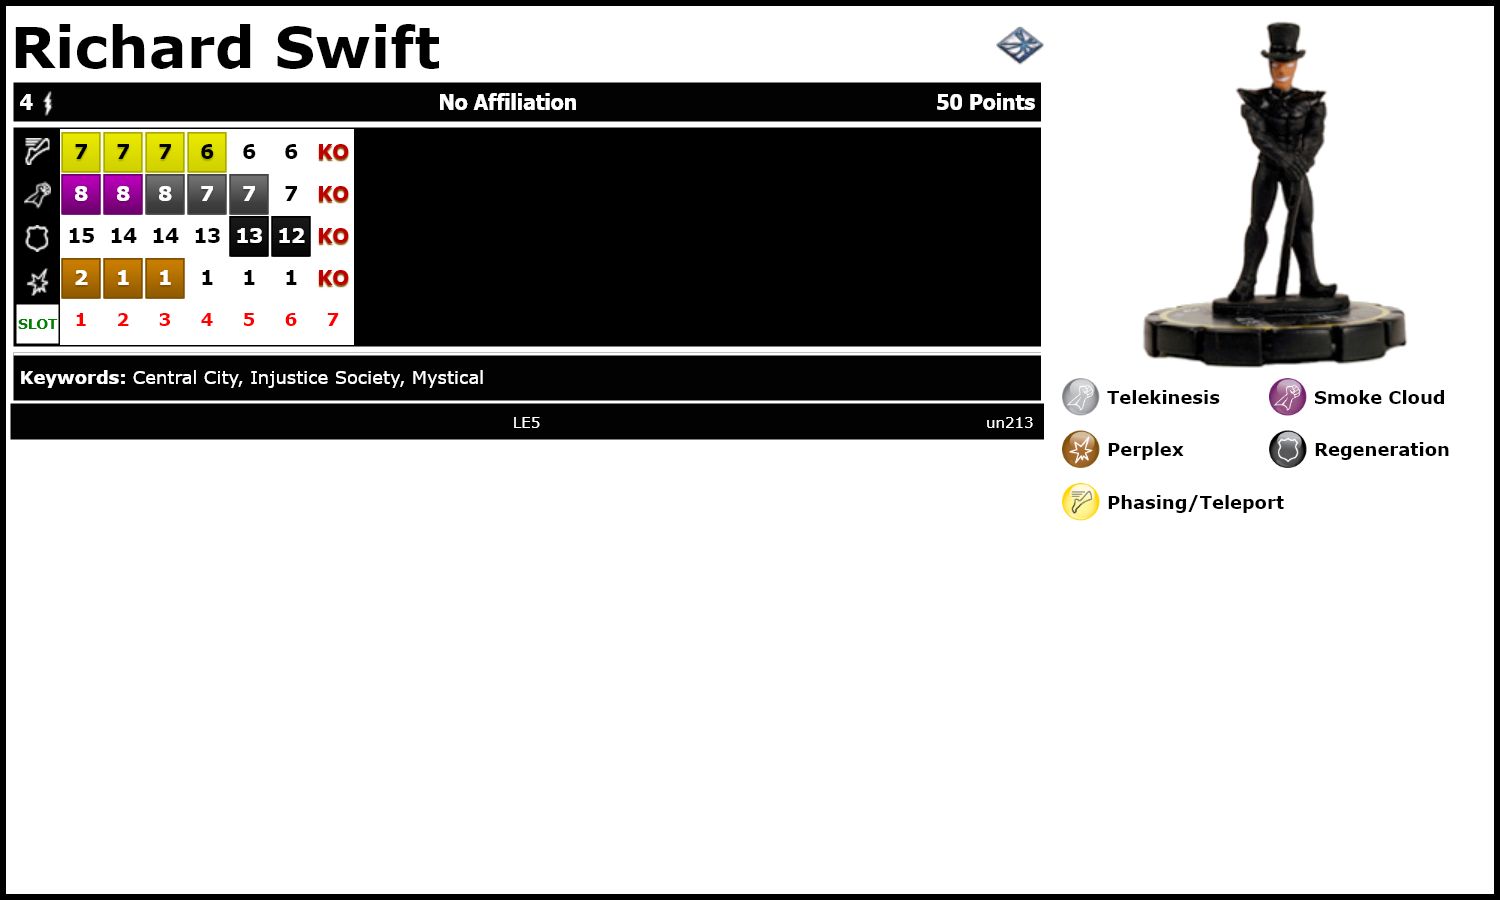 Richard Swift
4 No Affiliation 50 Points
7 7 7 6 6 6 KO
8 8 8 7 7 7 KO
15 14 14 13 13 12 KO
2 1 1 1 1 1 KO
SLOT 1 2 3 4 5 6 7
Keywords: Central City, Injustice Society, Mystical
LE5 un213
Telekinesis Smoke Cloud
Perplex Regeneration
Phasing/Teleport